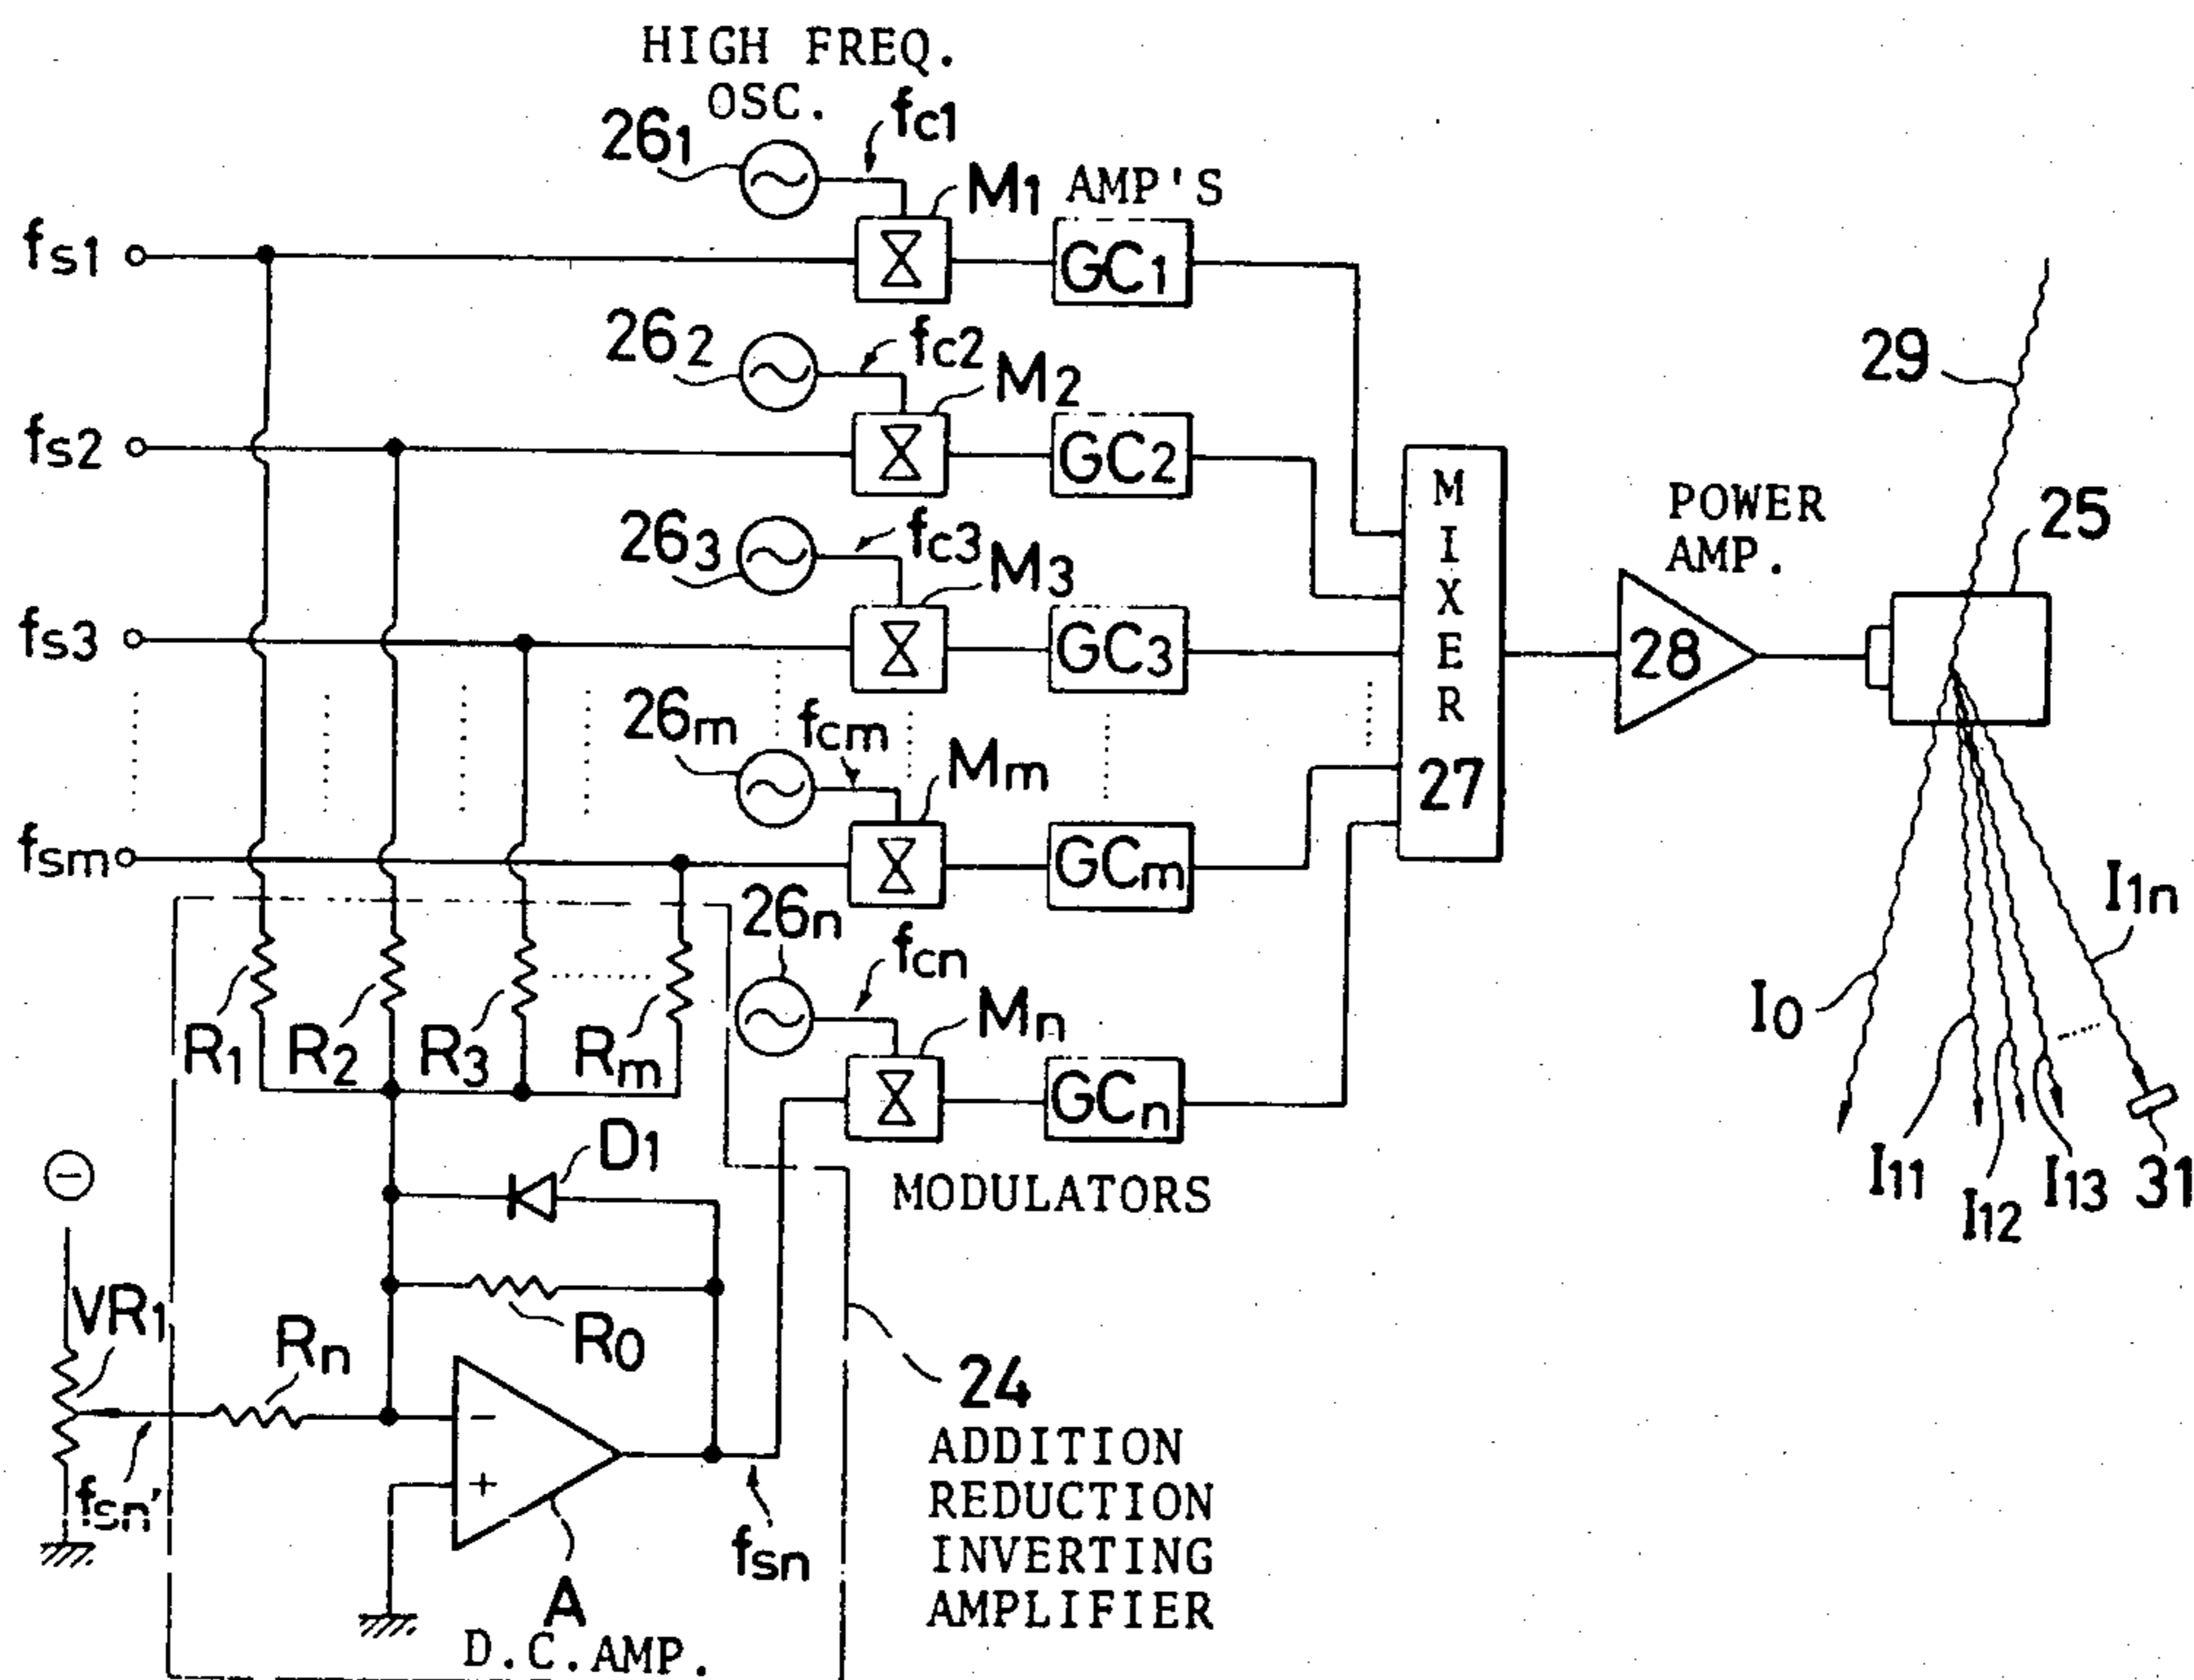 HIGH FREQ.
OSC.
26₁
fc1
M1
AMP'S
fs1
GC1
26₂
fc2
M2
29
fs2
GC2
MIXER
27
POWER
AMP.
25
26₃
fc3
M3
fs3
GC3
28
26m
fcm
Mm
fsm
GCm
26n
fcn
I1n
R1
R2
R3
Rm
Mn
I0
GCn
D1
MODULATORS
I11
I12
I13
31
−
VR1
Rn
R0
24
−
+
ADDITION
REDUCTION
INVERTING
AMPLIFIER
fsn'
fsn
A
D.C.AMP.